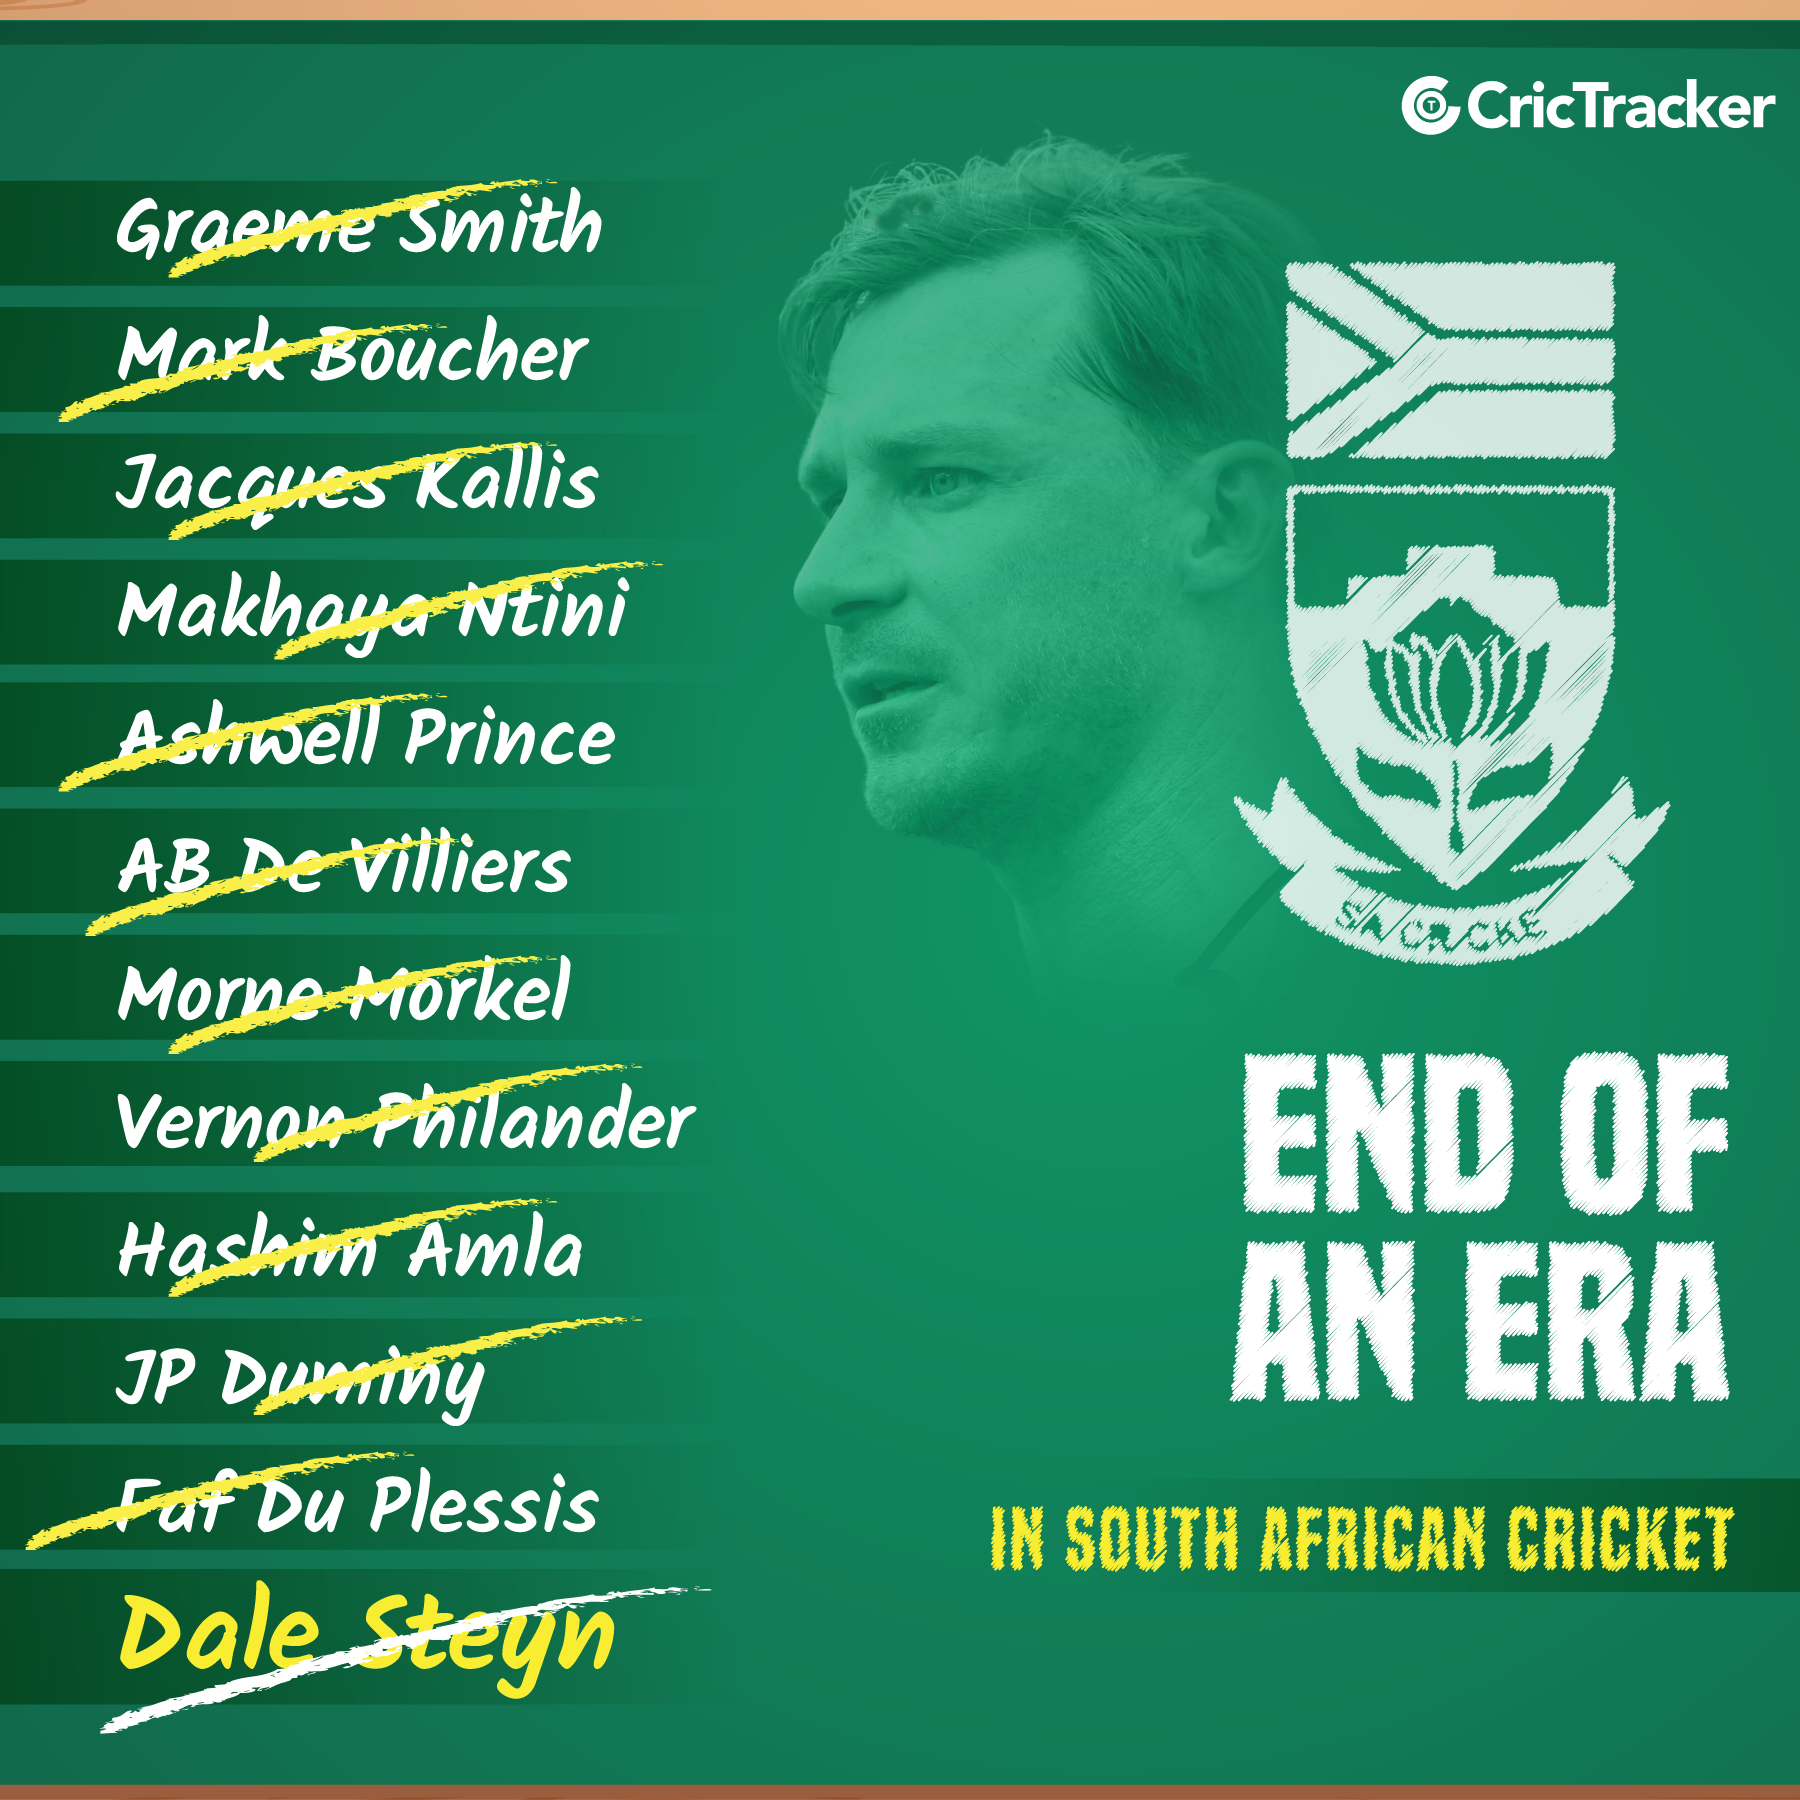 CricTracker
Graeme Smith
Mark Boucher
Jacques Kallis
Makhaya Ntini
Ashwell Prince
AB De Villiers
Morne Morkel
Vernon Philander
Hashim Amla
JP Duminy
Faf Du Plessis
Dale Steyn
END OF
AN ERA
IN SOUTH AFRICAN CRICKET